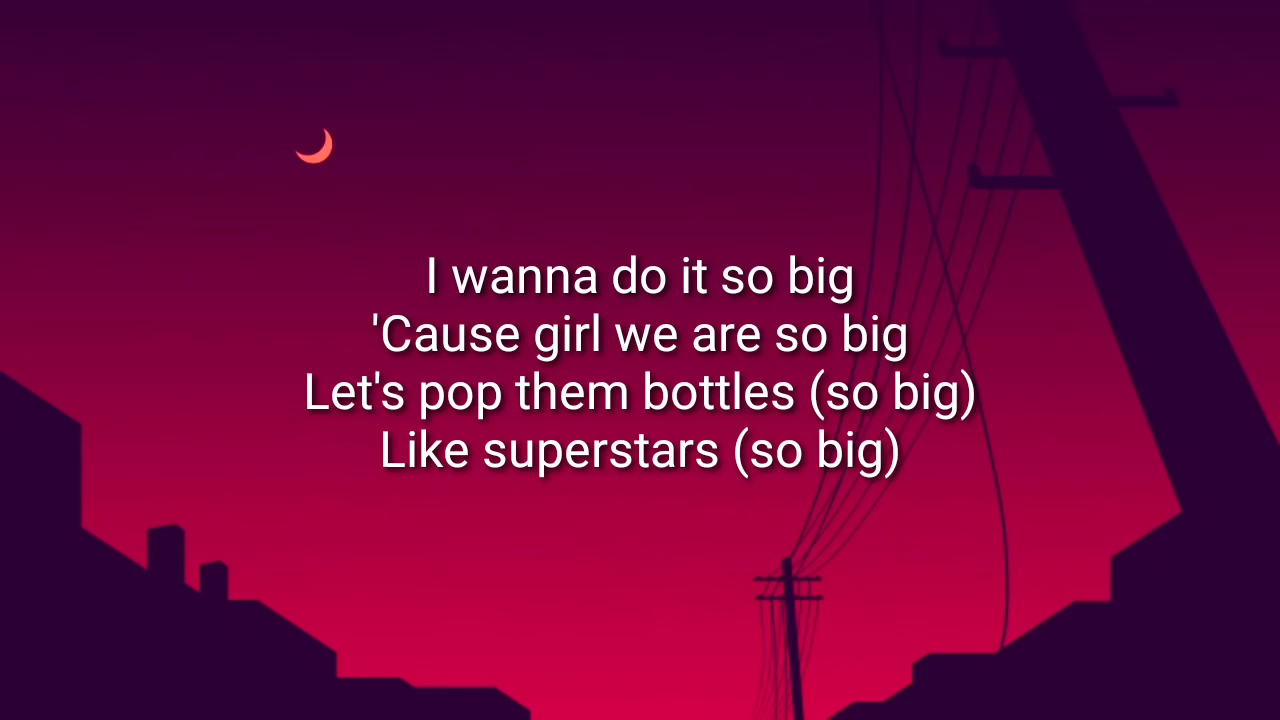 I wanna do it so big
'Cause girl we are so big
Let's pop them bottles (so big)
Like superstars (so big)